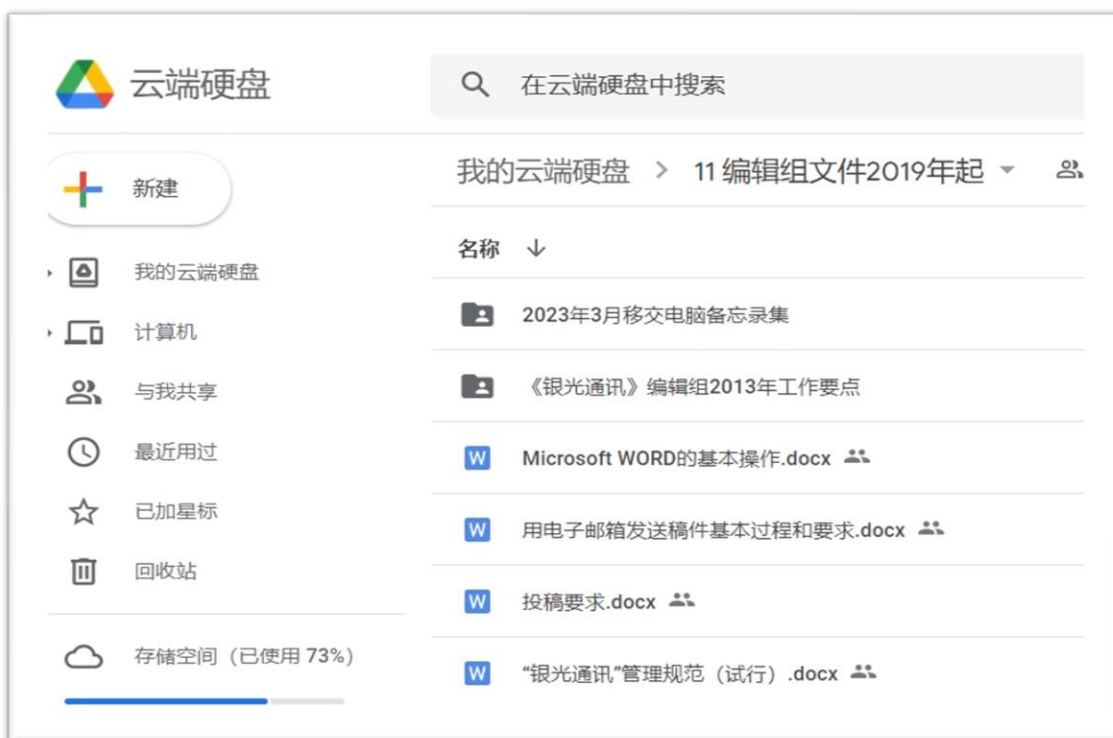 云端硬盘
在云端硬盘中搜索
新建
我的云端硬盘
计算机
与我共享
最近用过
已加星标
回收站
存储空间（已使用 73%）
我的云端硬盘 > 11 编辑组文件2019年起
名称
2023年3月移交电脑备忘录集
《银光通讯》编辑组2013年工作要点
W Microsoft WORD的基本操作.docx
W 用电子邮箱发送稿件基本过程和要求.docx
W 投稿要求.docx
W “银光通讯”管理规范（试行）.docx